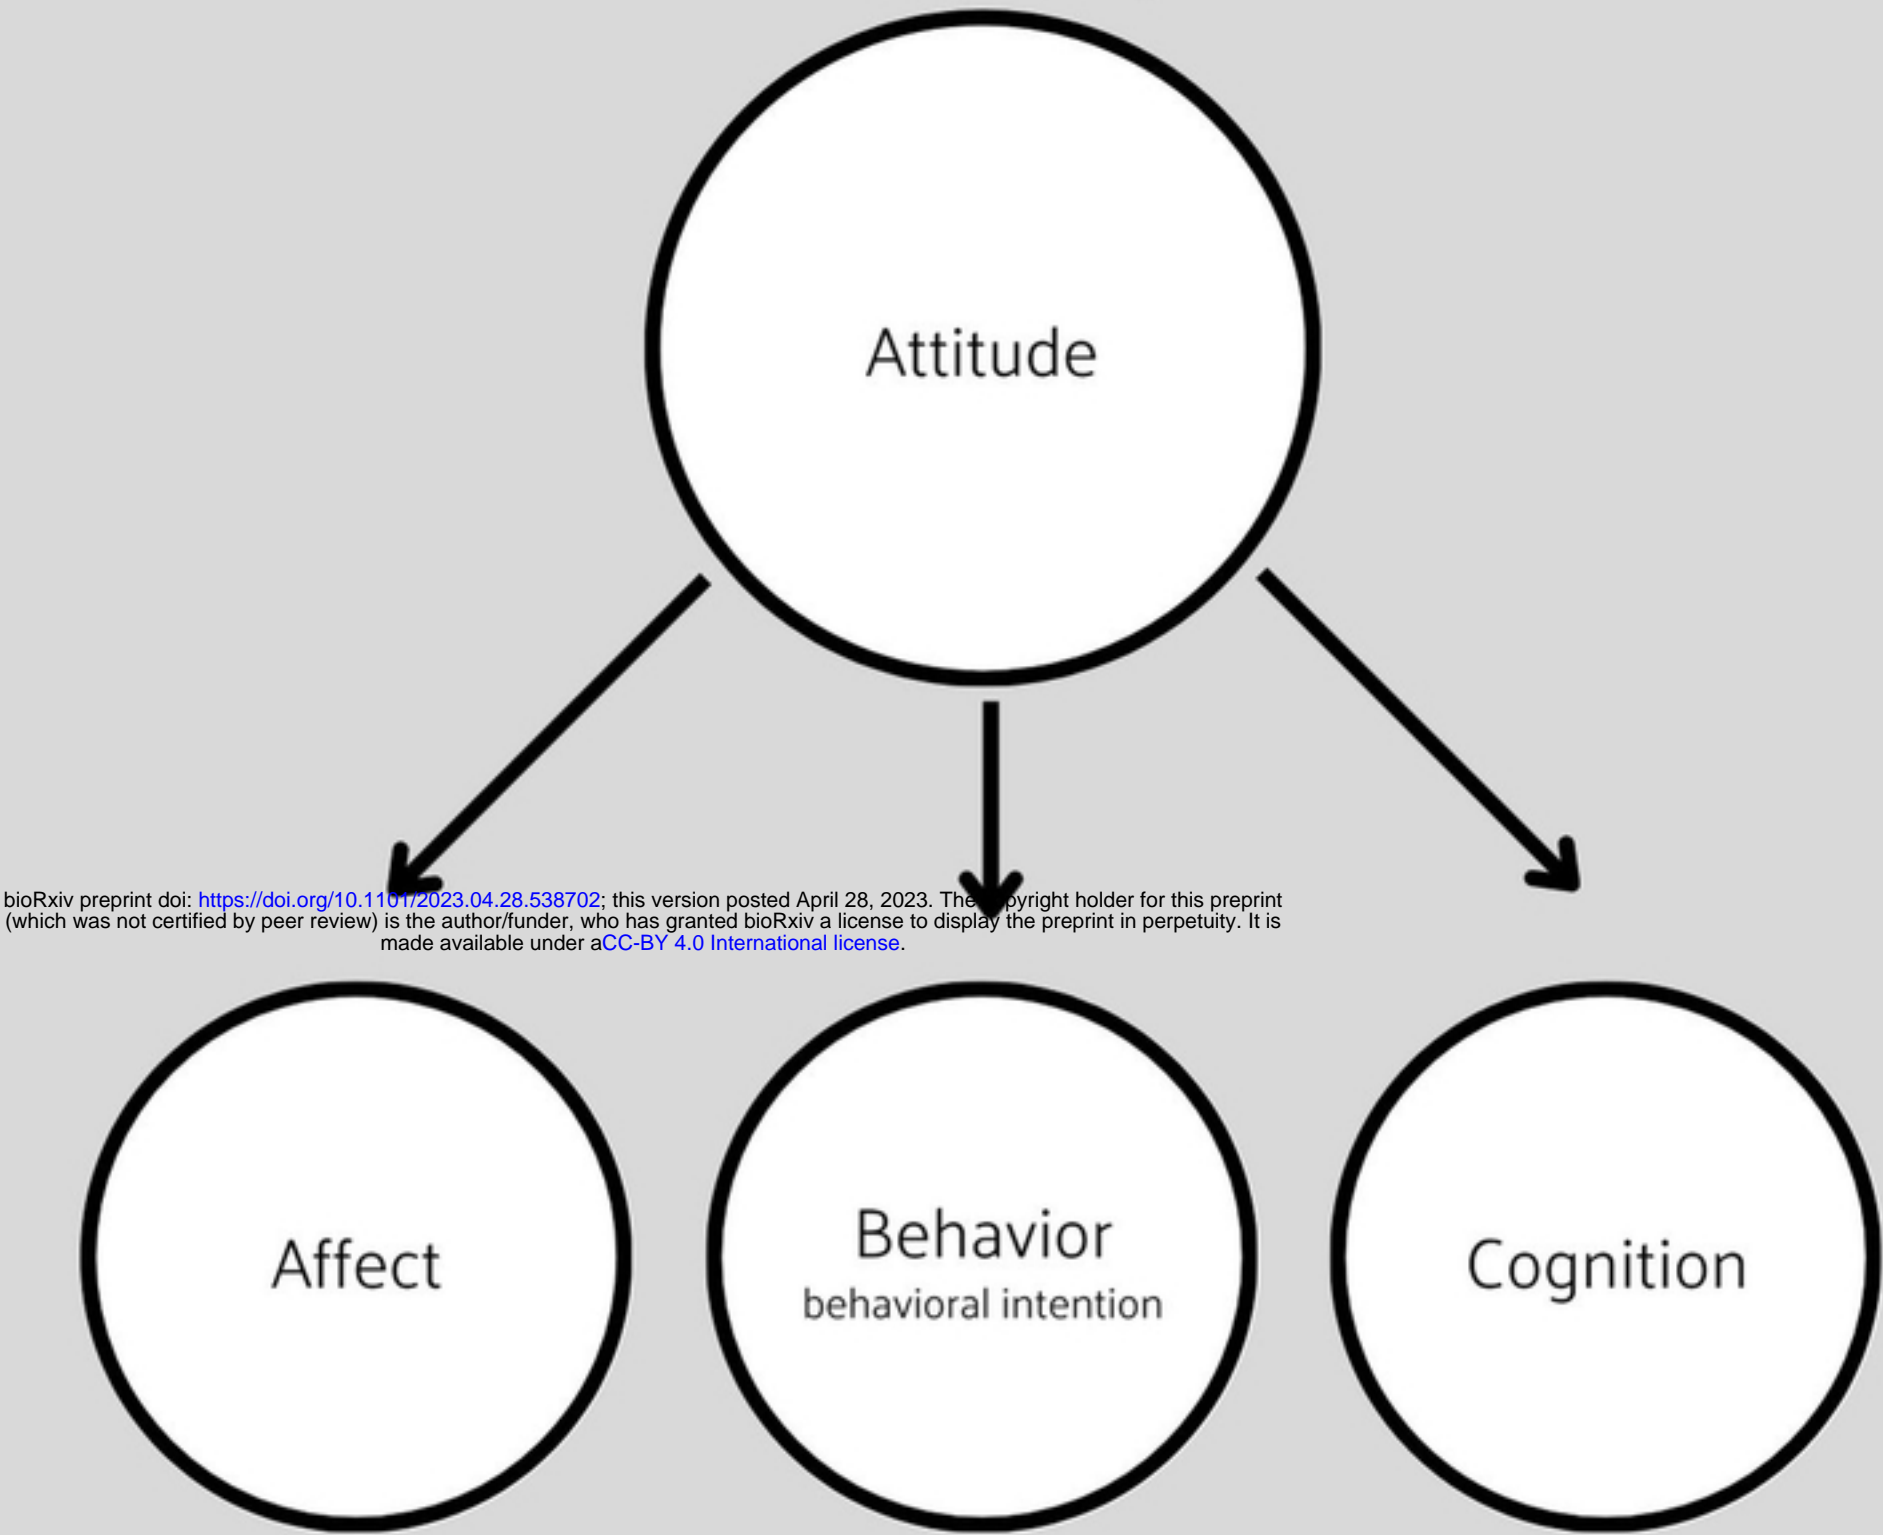 Attitude
bioRxiv preprint doi: https://doi.org/10.1101/2023.04.28.538702; this version posted April 28, 2023. The copyright holder for this preprint
(which was not certified by peer review) is the author/funder, who has granted bioRxiv a license to display the preprint in perpetuity. It is
made available under aCC-BY 4.0 International license.
Affect
Behavior
behavioral intention
Cognition